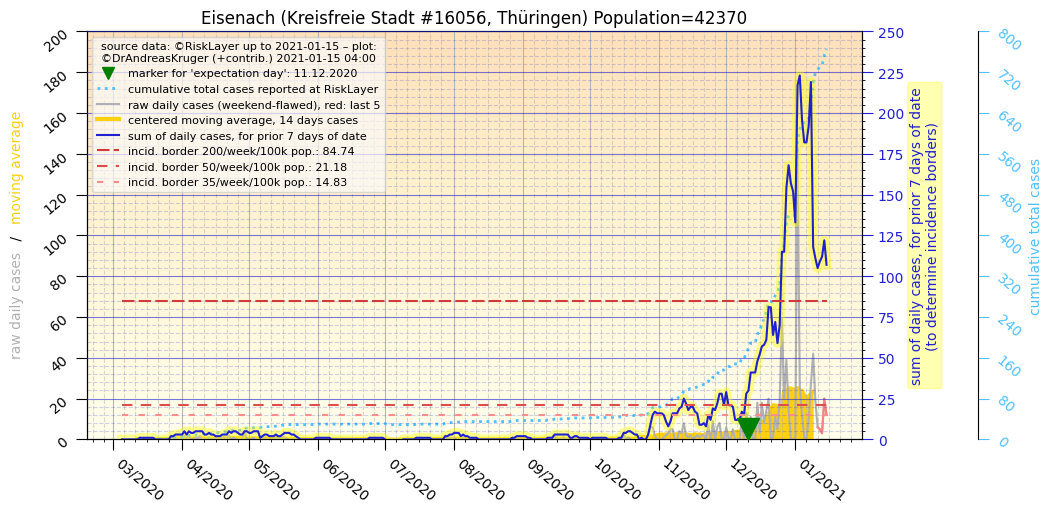 Eisenach (Kreisfreie Stadt #16056, Thüringen) Population=42370
source data: ©RiskLayer up to 2021-01-15 – plot:
©DrAndreasKruger (+contrib.) 2021-01-15 04:00
marker for 'expectation day': 11.12.2020
cumulative total cases reported at RiskLayer
raw daily cases (weekend-flawed), red: last 5
centered moving average, 14 days cases
sum of daily cases, for prior 7 days of date
incid. border 200/week/100k pop.: 84.74
incid. border 50/week/100k pop.: 21.18
incid. border 35/week/100k pop.: 14.83
raw daily cases / moving average
200
180
160
140
120
100
80
60
40
20
0
250
225
200
175
150
125
100
75
50
25
0
sum of daily cases, for prior 7 days of date
(to determine incidence borders)
800
720
640
560
480
400
320
240
160
80
0
cumulative total cases
03/2020
04/2020
05/2020
06/2020
07/2020
08/2020
09/2020
10/2020
11/2020
12/2020
01/2021